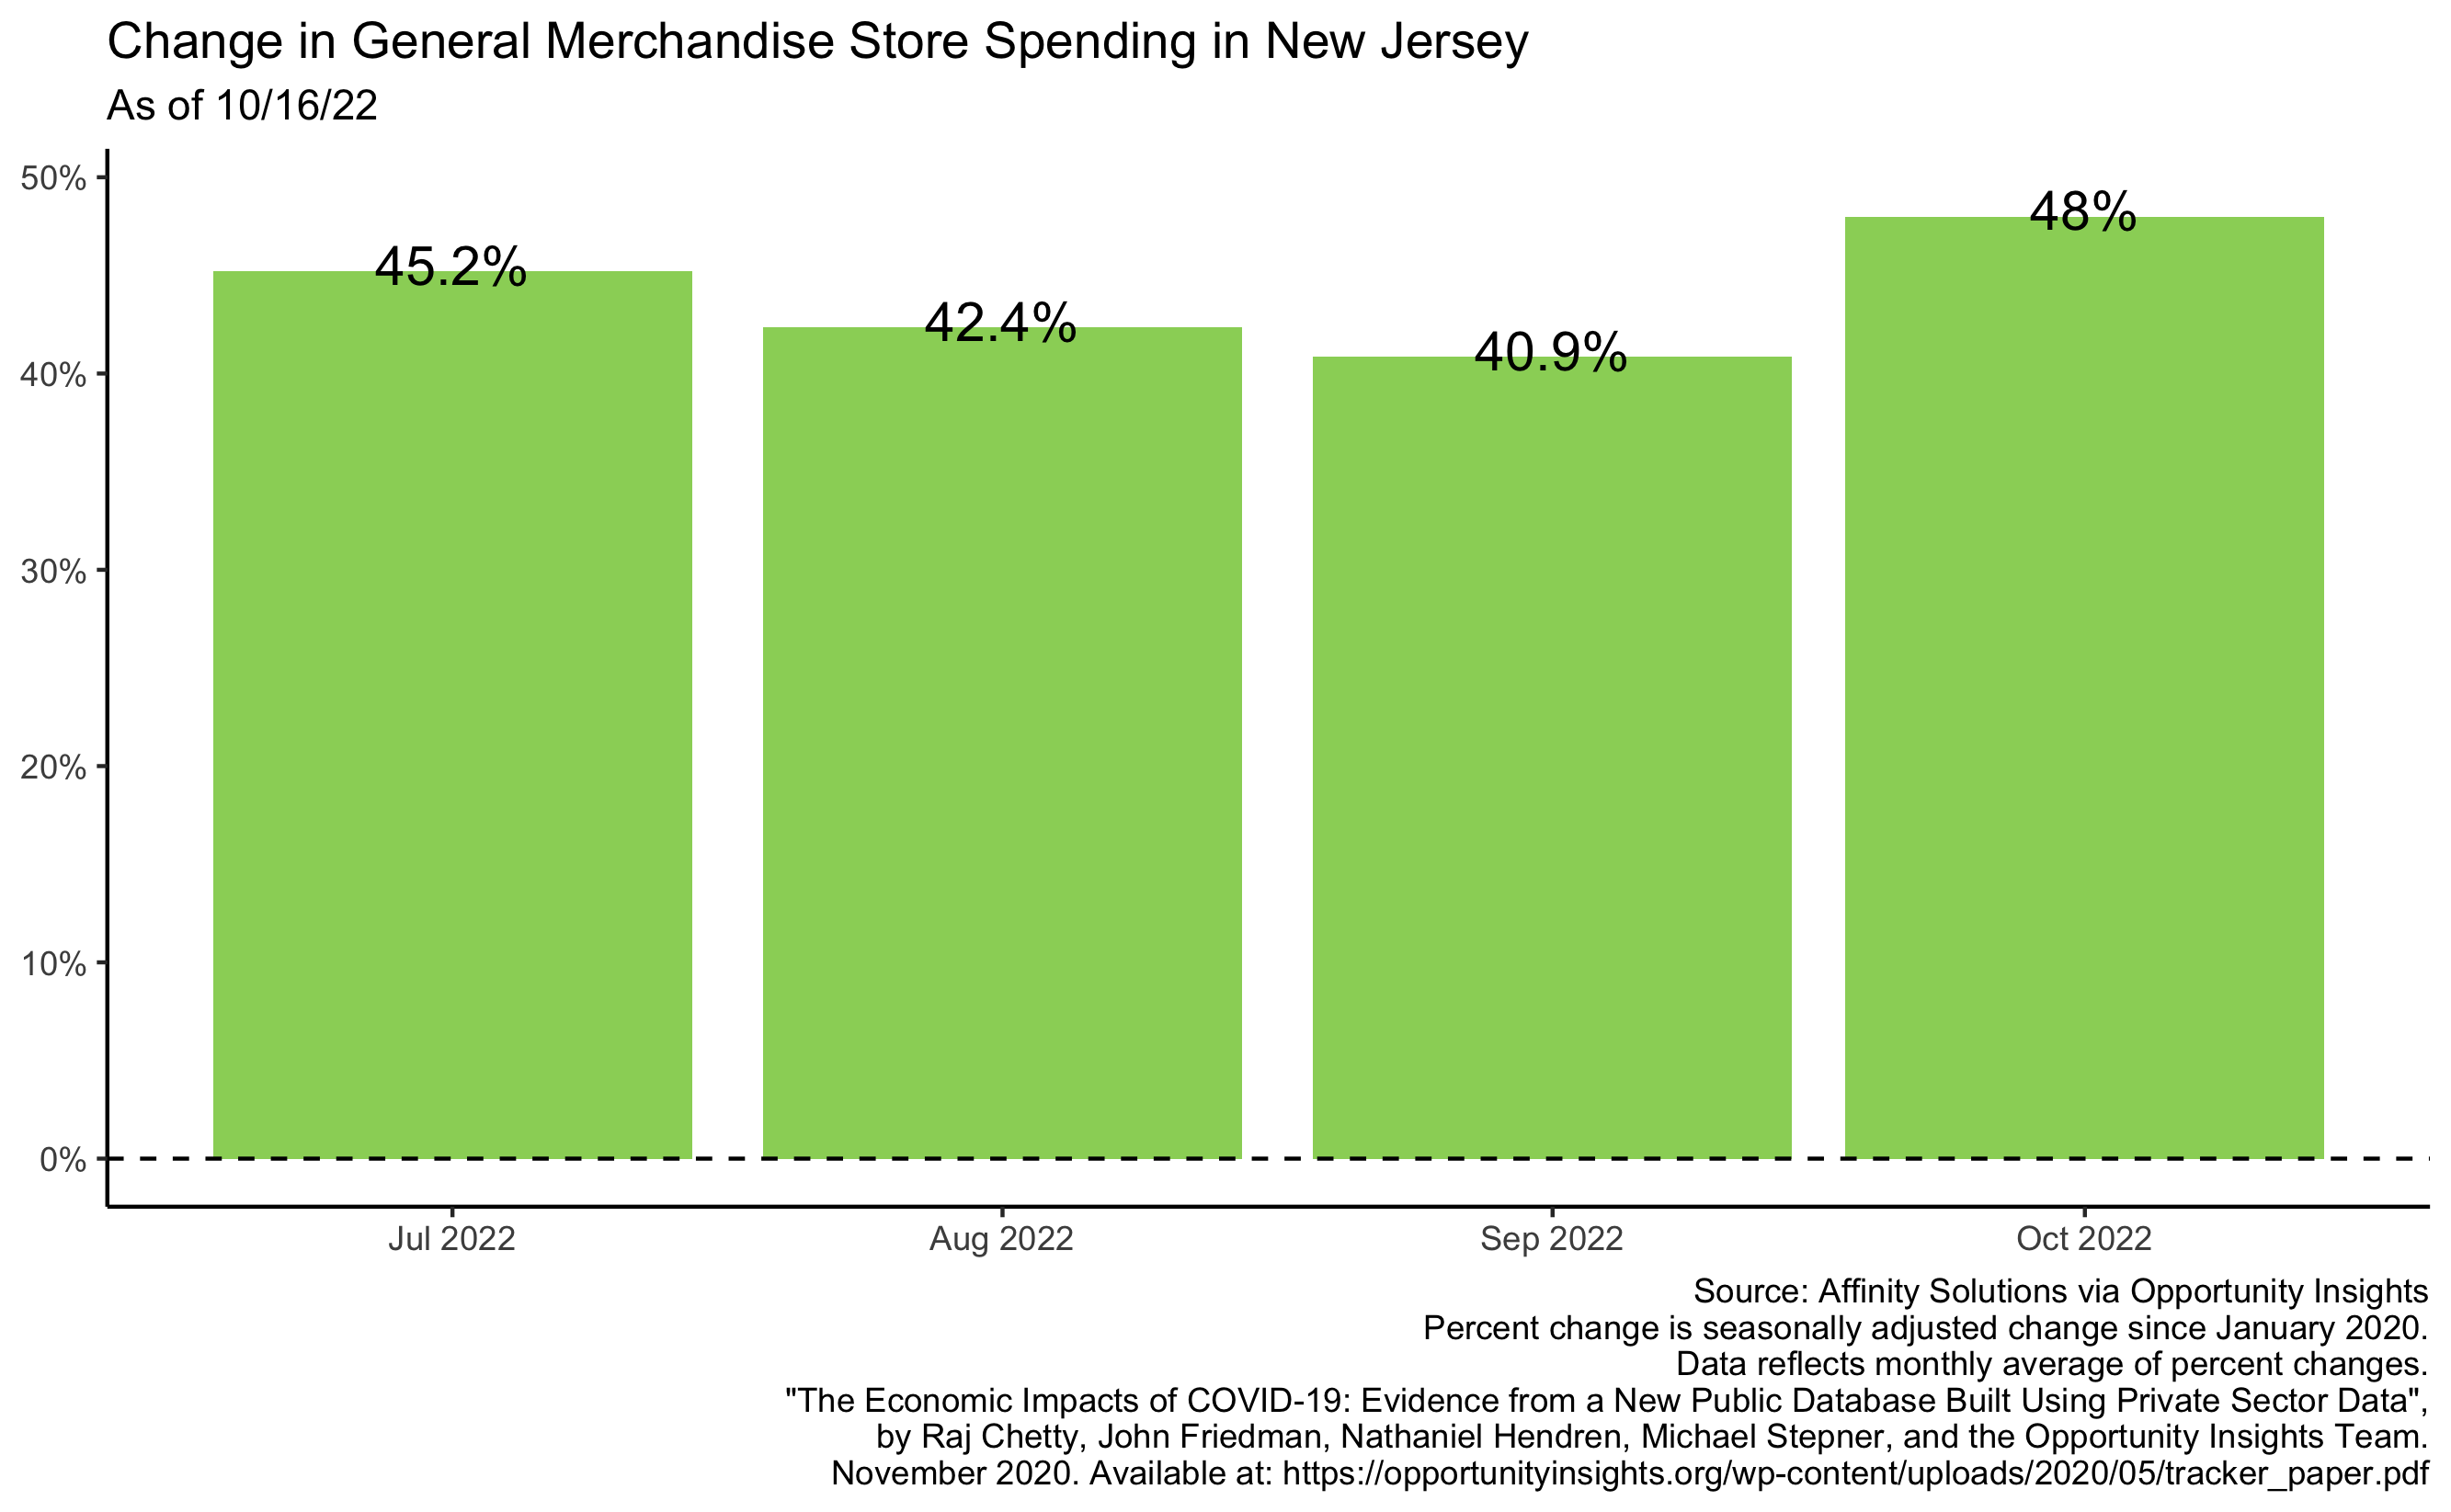 Change in General Merchandise Store Spending in New Jersey
As of 10/16/22
50%
40%
30%
20%
10%
0%
45.2%
42.4%
40.9%
48%
Jul 2022
Aug 2022
Sep 2022
Oct 2022
Source: Affinity Solutions via Opportunity Insights
Percent change is seasonally adjusted change since January 2020.
Data reflects monthly average of percent changes.
"The Economic Impacts of COVID-19: Evidence from a New Public Database Built Using Private Sector Data",
by Raj Chetty, John Friedman, Nathaniel Hendren, Michael Stepner, and the Opportunity Insights Team.
November 2020. Available at: https://opportunityinsights.org/wp-content/uploads/2020/05/tracker_paper.pdf